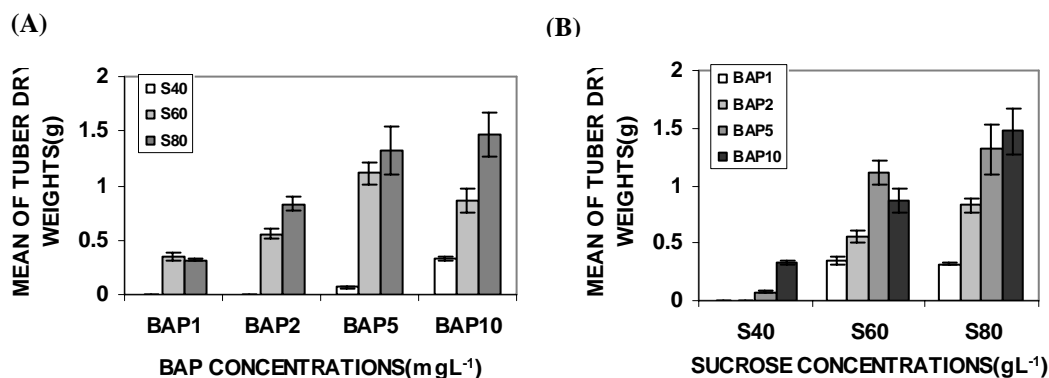 (A)
(B)
MEAN OF TUBER DRY
WEIGHTS(g)
2
1.5
1
0.5
0
S40
S60
S80
BAP1 BAP2 BAP5 BAP10
BAP CONCENTRATIONS(mgL-1)
MEAN OF TUBER DRY
WEIGHTS(g)
2
1.5
1
0.5
0
BAP1
BAP2
BAP5
BAP10
S40 S60 S80
SUCROSE CONCENTRATIONS(gL-1)